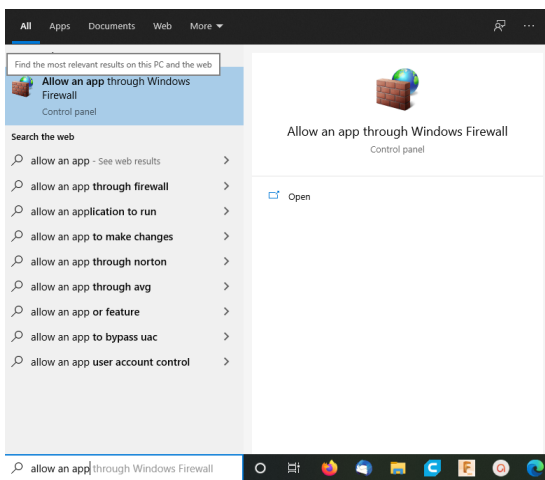 All Apps Documents Web More
Find the most relevant results on this PC and the web
Allow an app through Windows
Firewall
Control panel
Search the web
allow an app - See web results
allow an app through firewall
allow an application to run
allow an app to make changes
allow an app through norton
allow an app through avg
allow an app or feature
allow an app to bypass uac
allow an app user account control
Allow an app through Windows Firewall
Control panel
Open
allow an app through Windows Firewall